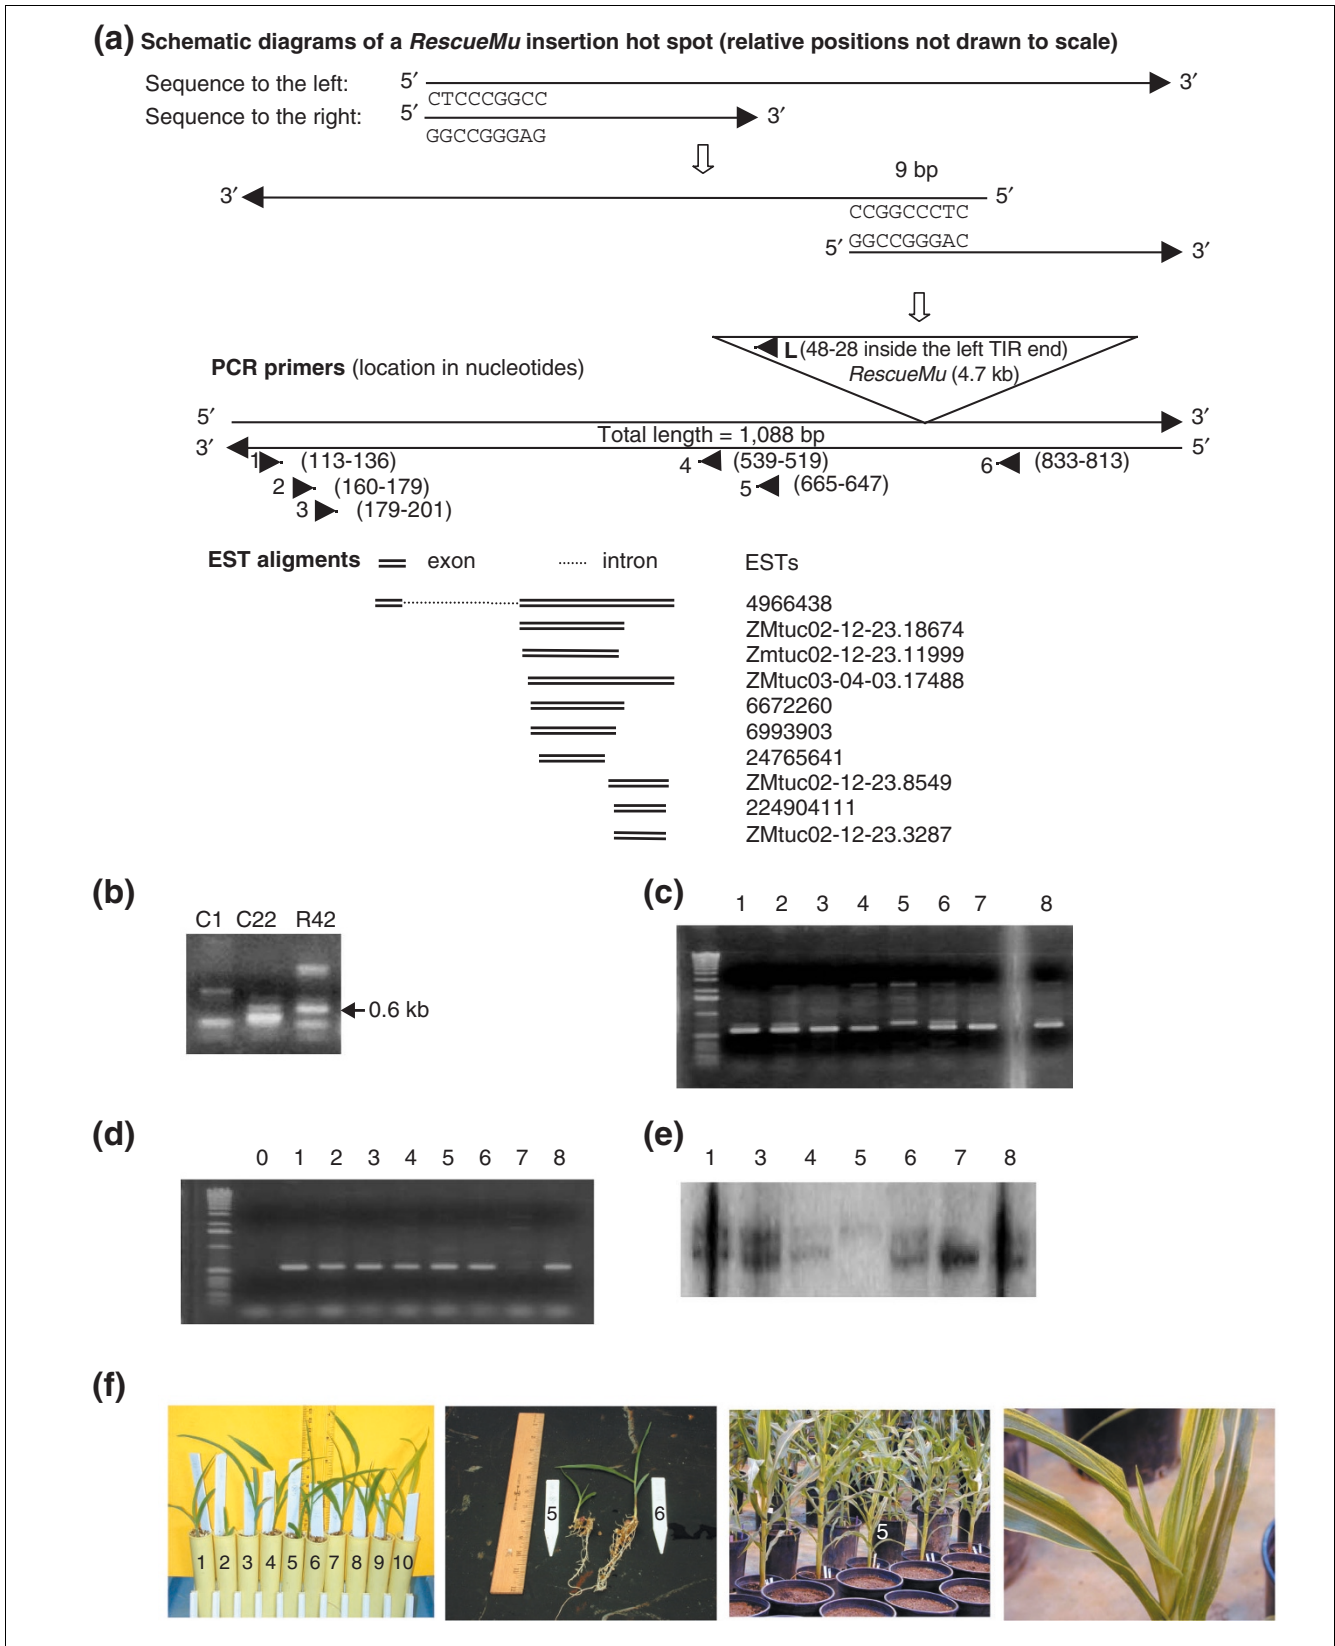 (a) Schematic diagrams of a RescueMu insertion hot spot (relative positions not drawn to scale)
Sequence to the left: 5′ 3′
CTCCCGGCC
Sequence to the right: 5′ 3′
GGCCGGGAG
9 bp
3′ 5′
CCGGCCCTC
5′ GGCCGGGAC 3′
L (48-28 inside the left TIR end)
PCR primers (location in nucleotides)
RescueMu (4.7 kb)
5′ 3′
Total length = 1,088 bp
3′ 5′
1 (113-136) 4 (539-519) 6 (833-813)
2 (160-179) 5 (665-647)
3 (179-201)
EST aligments exon intron ESTs
4966438
ZMtuc02-12-23.18674
Zmtuc02-12-23.11999
ZMtuc03-04-03.17488
6672260
6993903
24765641
ZMtuc02-12-23.8549
224904111
ZMtuc02-12-23.3287
(b)
C1 C22 R42
0.6 kb
(c)
1 2 3 4 5 6 7 8
(d)
0 1 2 3 4 5 6 7 8
(e)
1 3 4 5 6 7 8
(f)
1 2 3 4 5 6 7 8 9 10
5 6
5